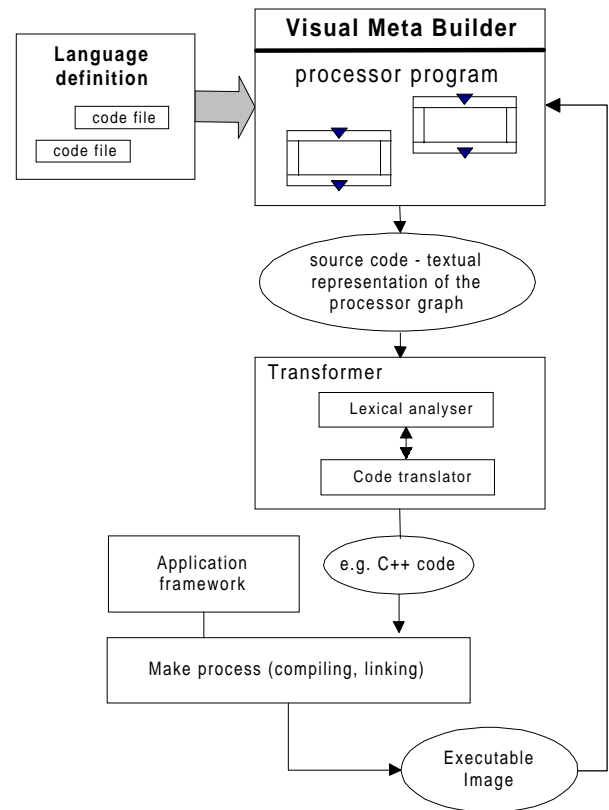 Visual Meta Builder
Language
definition
code file
code file
processor program
source code - textual
representation of the
processor graph
Transformer
Lexical analyser
Code translator
Application
framework
e.g. C++ code
Make process (compiling, linking)
Executable
Image